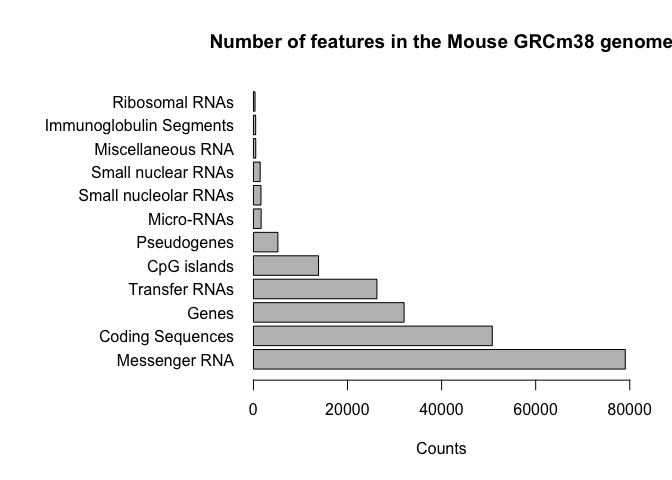 Number of features in the Mouse GRCm38 genome
Ribosomal RNAs
Immunoglobulin Segments
Miscellaneous RNA
Small nuclear RNAs
Small nucleolar RNAs
Micro-RNAs
Pseudogenes
CpG islands
Transfer RNAs
Genes
Coding Sequences
Messenger RNA
0 20000 40000 60000 80000
Counts